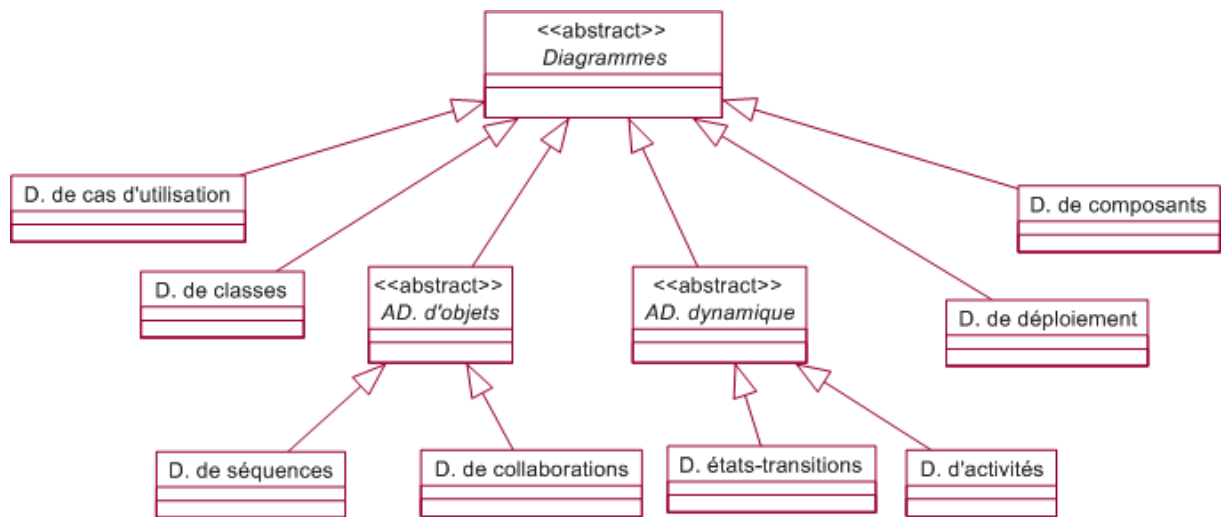 <<abstract>>
Diagrammes
D. de cas d'utilisation
D. de composants
D. de classes
<<abstract>>
AD. d'objets
<<abstract>>
AD. dynamique
D. de déploiement
D. de séquences
D. de collaborations
D. états-transitions
D. d'activités